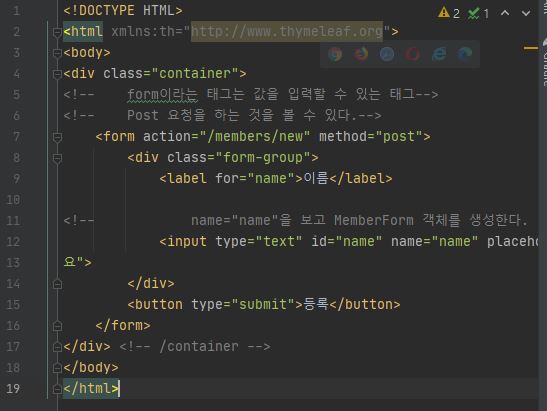 2 1
1 <!DOCTYPE HTML>
2 <html xmlns:th="http://www.thymeleaf.org">
3 <body>
4 <div class="container">
5 <!-- form이라는 태그는 값을 입력할 수 있는 태그-->
6 <!-- Post 요청을 하는 것을 볼 수 있다.-->
7 <form action="/members/new" method="post">
8 <div class="form-group">
9 <label for="name">이름</label>
10
11 <!-- name="name"을 보고 MemberForm 객체를 생성한다.
12 <input type="text" id="name" name="name" placeho
13 요">
14 </div>
15 <button type="submit">등록</button>
16 </form>
17 </div> <!-- /container -->
18 </body>
19 </html>